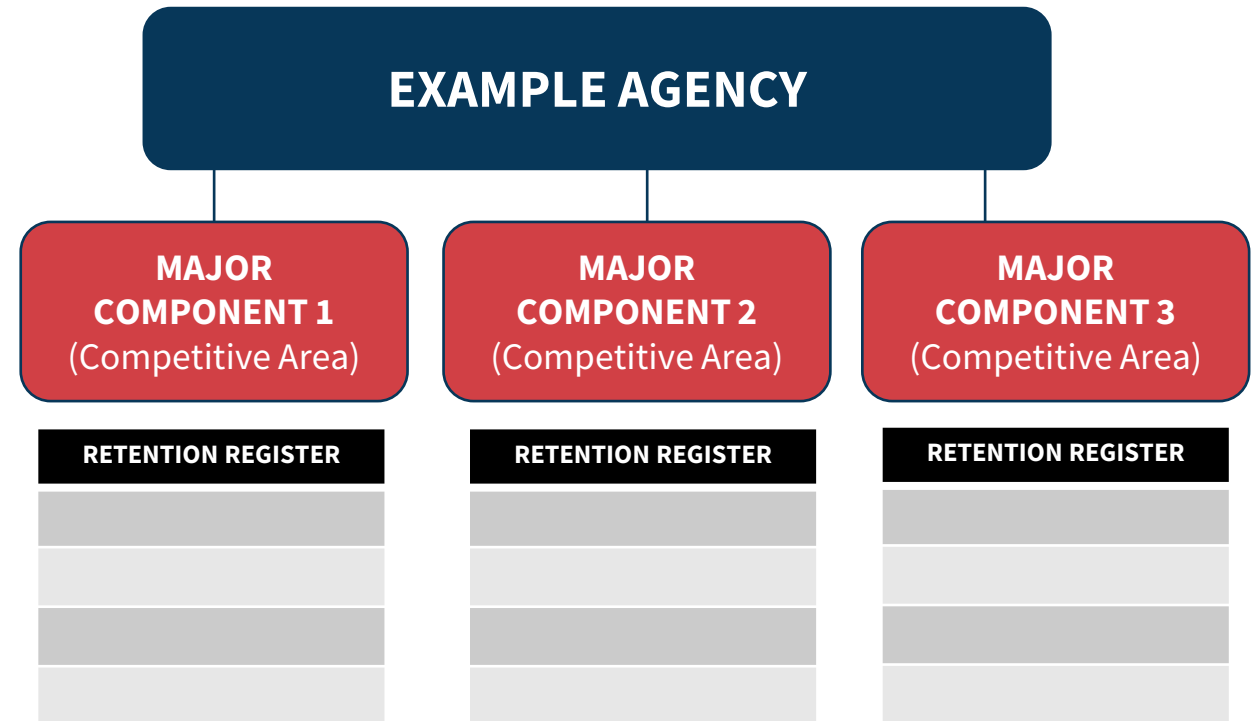 EXAMPLE AGENCY
MAJOR
COMPONENT 1
(Competitive Area)
MAJOR
COMPONENT 2
(Competitive Area)
MAJOR
COMPONENT 3
(Competitive Area)
RETENTION REGISTER
RETENTION REGISTER
RETENTION REGISTER